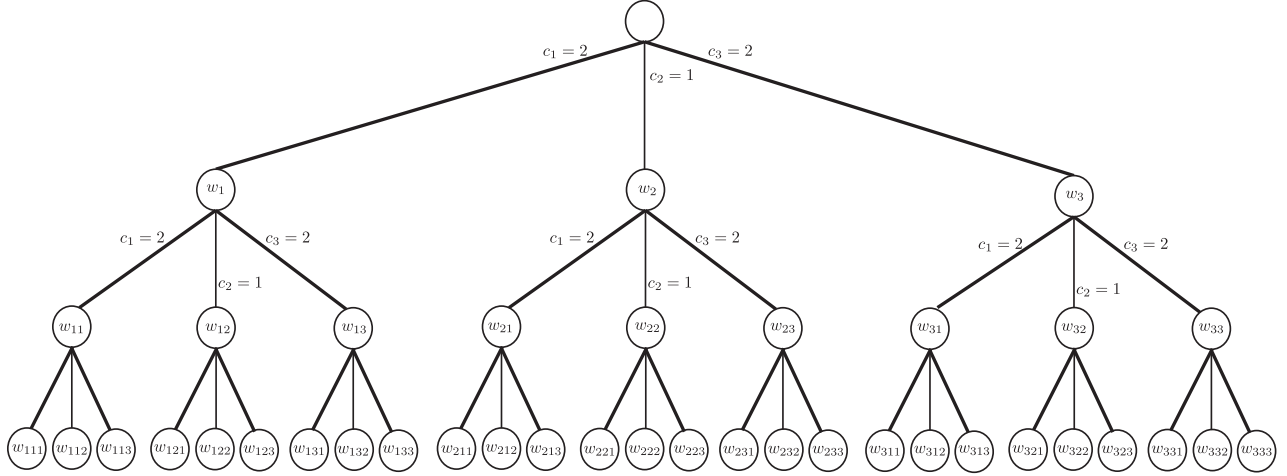 c₁ = 2 c₃ = 2
c₂ = 1
w₁ w₂ w₃
c₁ = 2 c₃ = 2 c₁ = 2 c₃ = 2 c₁ = 2 c₃ = 2
c₂ = 1 c₂ = 1 c₂ = 1
w₁₁ w₁₂ w₁₃ w₂₁ w₂₂ w₂₃ w₃₁ w₃₂ w₃₃
w₁₁₁ w₁₁₂ w₁₁₃ w₁₂₁ w₁₂₂ w₁₂₃ w₁₃₁ w₁₃₂ w₁₃₃ w₂₁₁ w₂₁₂ w₂₁₃ w₂₂₁ w₂₂₂ w₂₂₃ w₂₃₁ w₂₃₂ w₂₃₃ w₃₁₁ w₃₁₂ w₃₁₃ w₃₂₁ w₃₂₂ w₃₂₃ w₃₃₁ w₃₃₂ w₃₃₃